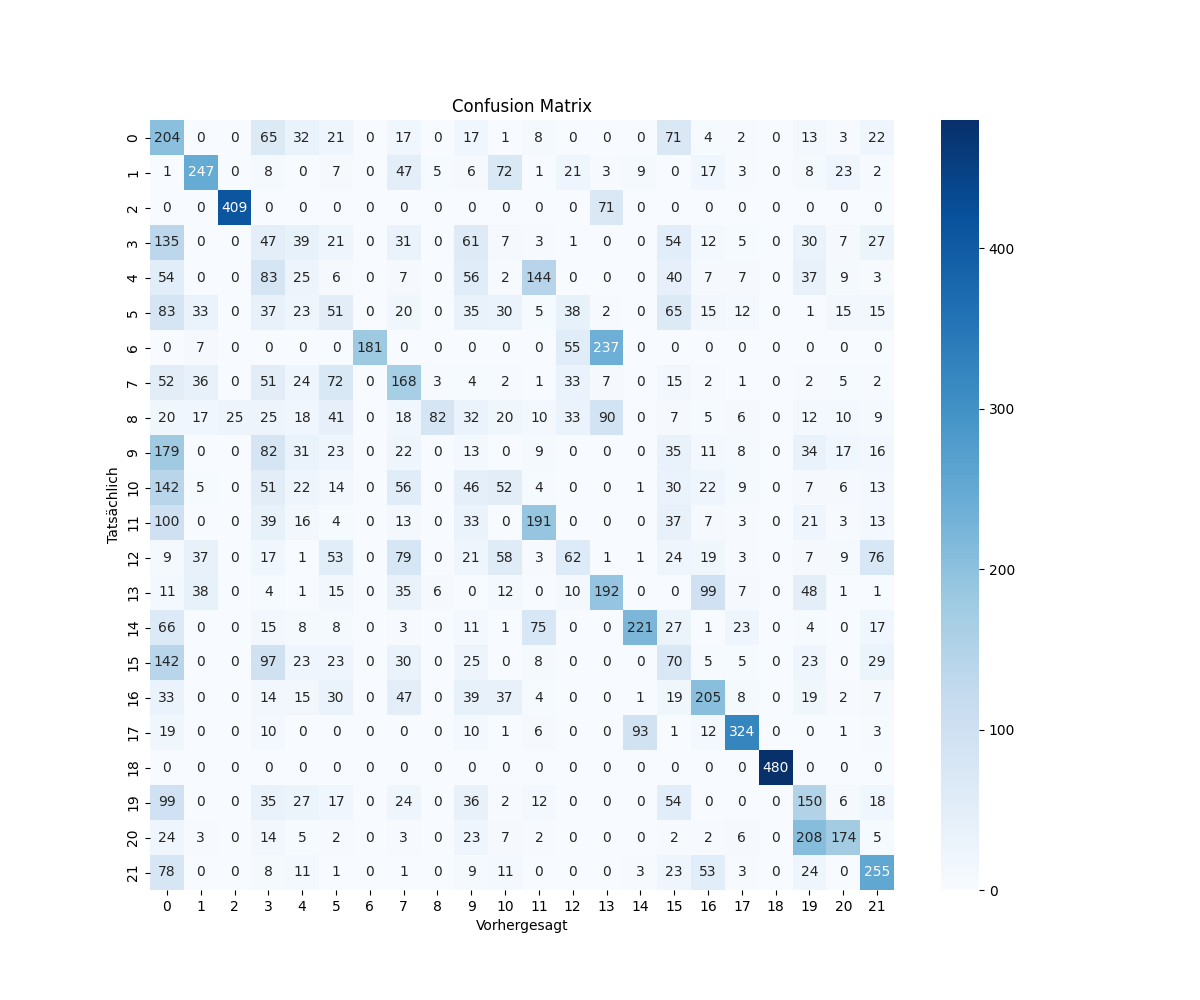 Confusion Matrix
0 204 0 0 65 32 21 0 17 0 17 1 8 0 0 0 71 4 2 0 13 3 22
1 1 247 0 8 0 7 0 47 5 6 72 1 21 3 9 0 17 3 0 8 23 2
2 0 0 409 0 0 0 0 0 0 0 0 0 0 71 0 0 0 0 0 0 0 0
3 135 0 0 47 39 21 0 31 0 61 7 3 1 0 0 54 12 5 0 30 7 27
4 54 0 0 83 25 6 0 7 0 56 2 144 0 0 0 40 7 7 0 37 9 3
5 83 33 0 37 23 51 0 20 0 35 30 5 38 2 0 65 15 12 0 1 15 15
6 0 7 0 0 0 0 181 0 0 0 0 0 55 237 0 0 0 0 0 0 0 0
7 52 36 0 51 24 72 0 168 3 4 2 1 33 7 0 15 2 1 0 2 5 2
8 20 17 25 25 18 41 0 18 82 32 20 10 33 90 0 7 5 6 0 12 10 9
9 179 0 0 82 31 23 0 22 0 13 0 9 0 0 0 35 11 8 0 34 17 16
10 142 5 0 51 22 14 0 56 0 46 52 4 0 0 1 30 22 9 0 7 6 13
11 100 0 0 39 16 4 0 13 0 33 0 191 0 0 0 37 7 3 0 21 3 13
12 9 37 0 17 1 53 0 79 0 21 58 3 62 1 1 24 19 3 0 7 9 76
13 11 38 0 4 1 15 0 35 6 0 12 0 10 192 0 0 99 7 0 48 1 1
14 66 0 0 15 8 8 0 3 0 11 1 75 0 0 221 27 1 23 0 4 0 17
15 142 0 0 97 23 23 0 30 0 25 0 8 0 0 0 70 5 5 0 23 0 29
16 33 0 0 14 15 30 0 47 0 39 37 4 0 0 1 19 205 8 0 19 2 7
17 19 0 0 10 0 0 0 0 0 10 1 6 0 0 93 1 12 324 0 0 1 3
18 0 0 0 0 0 0 0 0 0 0 0 0 0 0 0 0 0 0 480 0 0 0
19 99 0 0 35 27 17 0 24 0 36 2 12 0 0 0 54 0 0 0 150 6 18
20 24 3 0 14 5 2 0 3 0 23 7 2 0 0 0 2 2 6 0 208 174 5
21 78 0 0 8 11 1 0 1 0 9 11 0 0 0 3 23 53 3 0 24 0 255
0 1 2 3 4 5 6 7 8 9 10 11 12 13 14 15 16 17 18 19 20 21
Vorhergesagt
Tatsächlich
400
300
200
100
0